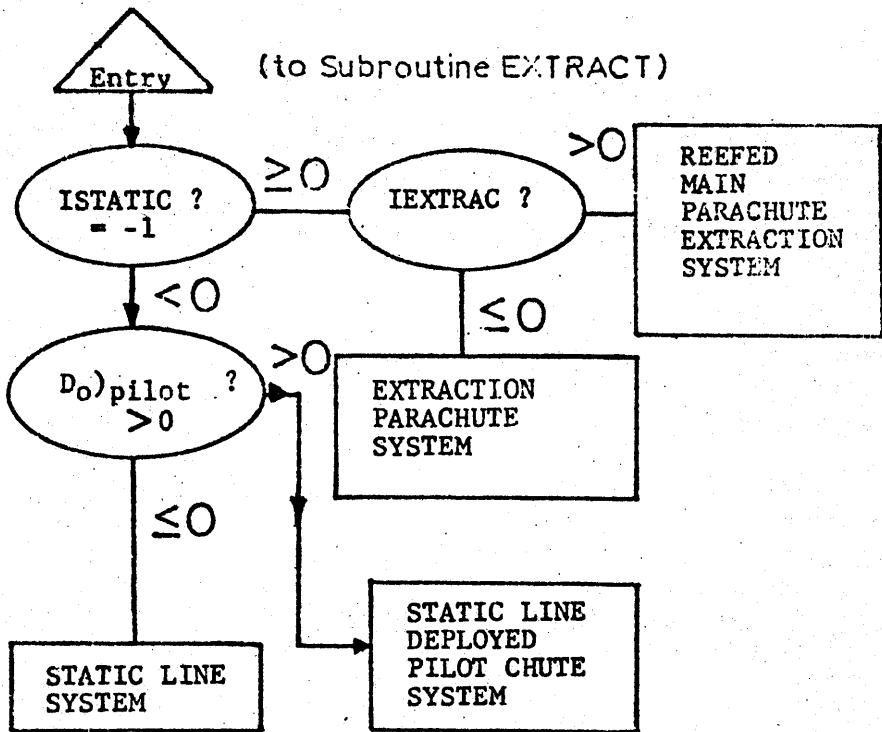 Entry
(to Subroutine EXTRACT)
ISTATIC ?
= -1
≥0
IEXTRAC ?
>0
REEFED
MAIN
PARACHUTE
EXTRACTION
SYSTEM
<0
≤0
Do)pilot ?
>0
>0
EXTRACTION
PARACHUTE
SYSTEM
≤0
STATIC LINE
SYSTEM
STATIC LINE
DEPLOYED
PILOT CHUTE
SYSTEM